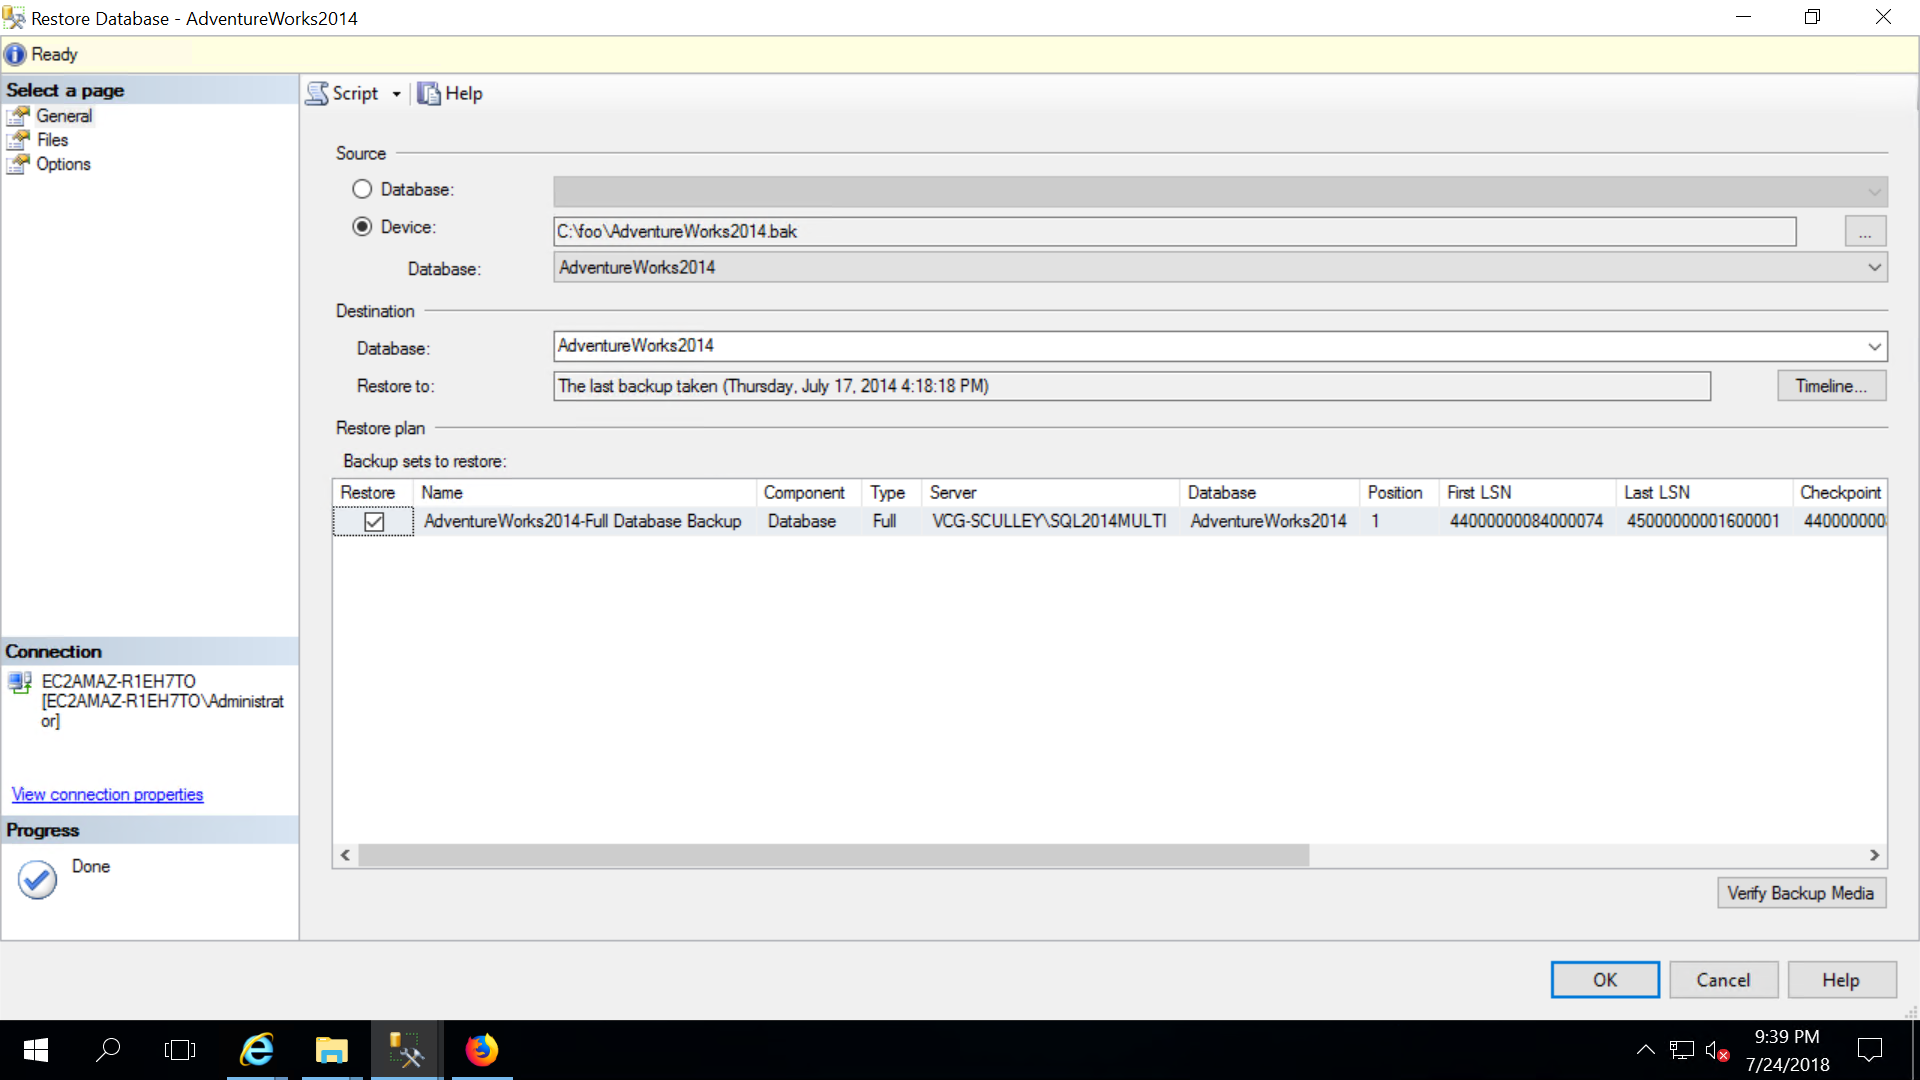 Restore Database - AdventureWorks2014
Ready
Select a page
General
Files
Options
Script
Help
Source
Database:
Device:
C:\foo\AdventureWorks2014.bak
...
Database:
AdventureWorks2014
Destination
Database:
AdventureWorks2014
Restore to:
The last backup taken (Thursday, July 17, 2014 4:18:18 PM)
Timeline...
Restore plan
Backup sets to restore:
Restore Name Component Type Server Database Position First LSN Last LSN Checkpoint
AdventureWorks2014-Full Database Backup Database Full VCG-SCULLEY\SQL2014MULTI AdventureWorks2014 1 44000000084000074 45000000001600001 440000000
Connection
EC2AMAZ-R1EH7TO
[EC2AMAZ-R1EH7TO\Administrat
or]
View connection properties
Progress
Done
Verify Backup Media
OK
Cancel
Help
9:39 PM
7/24/2018